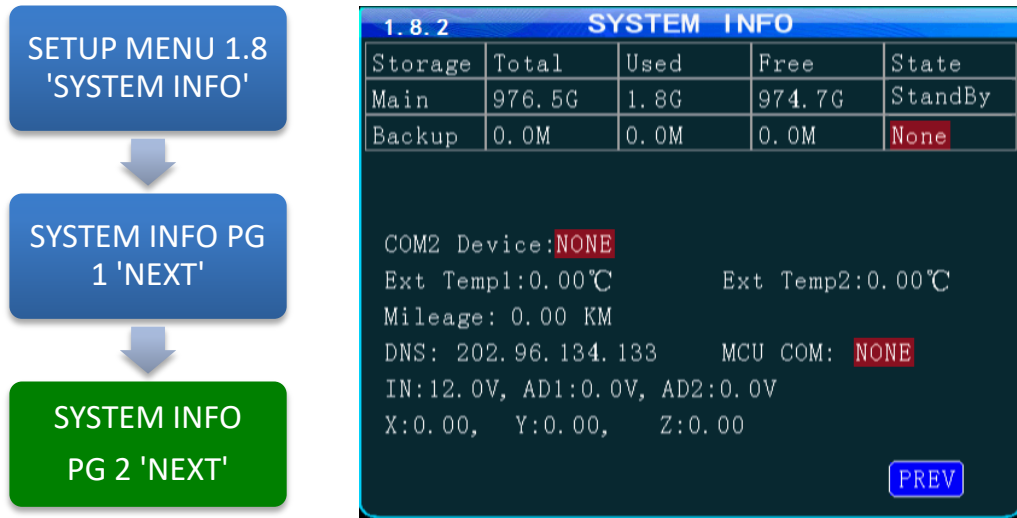 SETUP MENU 1.8
'SYSTEM INFO'
SYSTEM INFO PG
1 'NEXT'
SYSTEM INFO
PG 2 'NEXT'
1.8.2 SYSTEM INFO
Storage Total Used Free State
Main 976.5G 1.8G 974.7G StandBy
Backup 0.0M 0.0M 0.0M None
COM2 Device:NONE
Ext Temp1:0.00℃ Ext Temp2:0.00℃
Mileage: 0.00 KM
DNS: 202.96.134.133 MCU COM: NONE
IN:12.0V, AD1:0.0V, AD2:0.0V
X:0.00, Y:0.00, Z:0.00
PREV